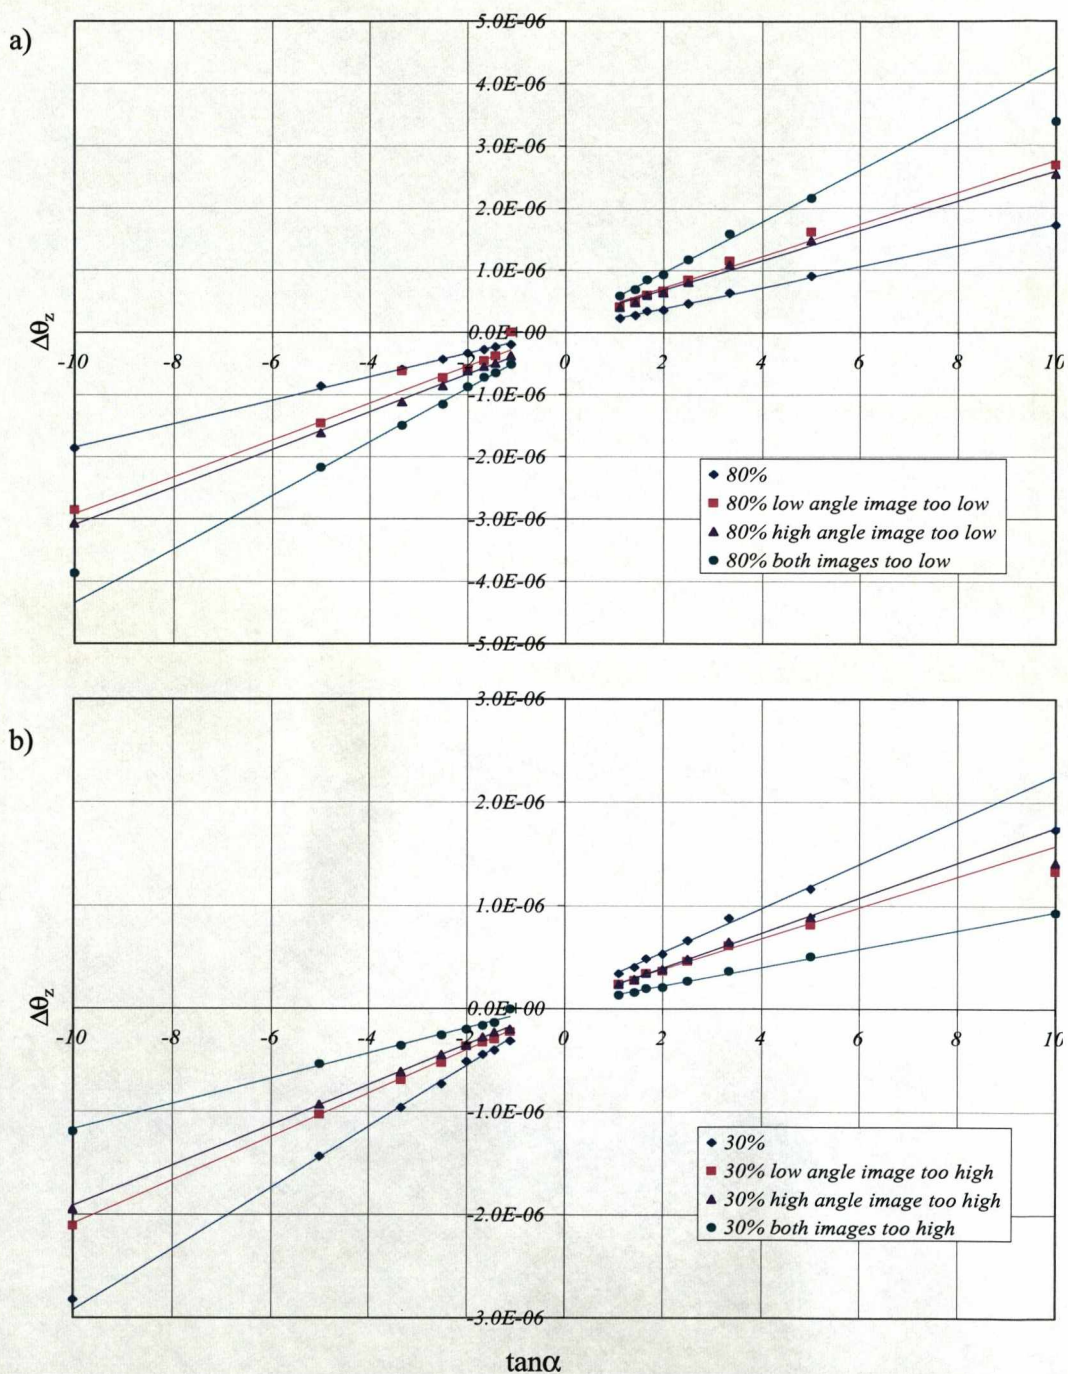 a)
5.0E-06
4.0E-06
3.0E-06
2.0E-06
1.0E-06
0.0E+00
-10 -8 -6 -4 -2 0 2 4 6 8 10
-1.0E-06
-2.0E-06
-3.0E-06
-4.0E-06
-5.0E-06
Δθz
80%
80% low angle image too low
80% high angle image too low
80% both images too low
b)
3.0E-06
2.0E-06
1.0E-06
0.0E+00
-10 -8 -6 -4 -2 0 2 4 6 8 10
-1.0E-06
-2.0E-06
-3.0E-06
Δθz
30%
30% low angle image too high
30% high angle image too high
30% both images too high
tanα